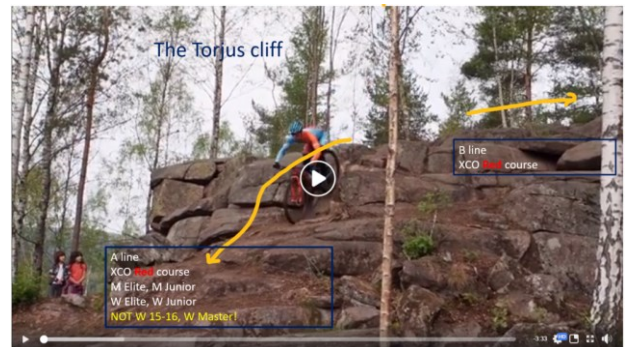 The Torjus cliff
B line
XCO Red course
A line
XCO Red course
M Elite, M Junior
W Elite, W Junior
NOT W 15-16, W Master!
-3:33